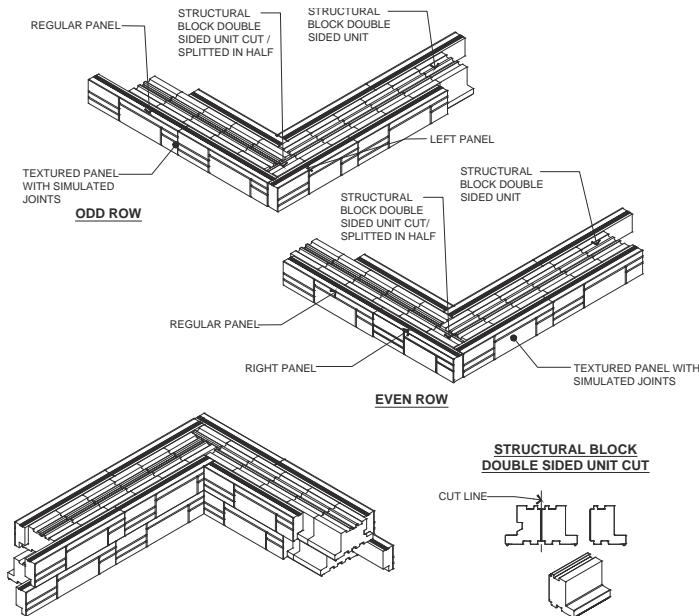 STRUCTURAL
BLOCK DOUBLE
SIDED UNIT CUT /
SPLITTED IN HALF
STRUCTURAL
BLOCK DOUBLE
SIDED UNIT
REGULAR PANEL
LEFT PANEL
TEXTURED PANEL
WITH SIMULATED
JOINTS
ODD ROW
STRUCTURAL
BLOCK DOUBLE
SIDED UNIT
STRUCTURAL
BLOCK DOUBLE
SIDED UNIT CUT/
SPLITTED IN HALF
REGULAR PANEL
RIGHT PANEL
TEXTURED PANEL WITH
SIMULATED JOINTS
EVEN ROW
STRUCTURAL BLOCK
DOUBLE SIDED UNIT CUT
CUT LINE